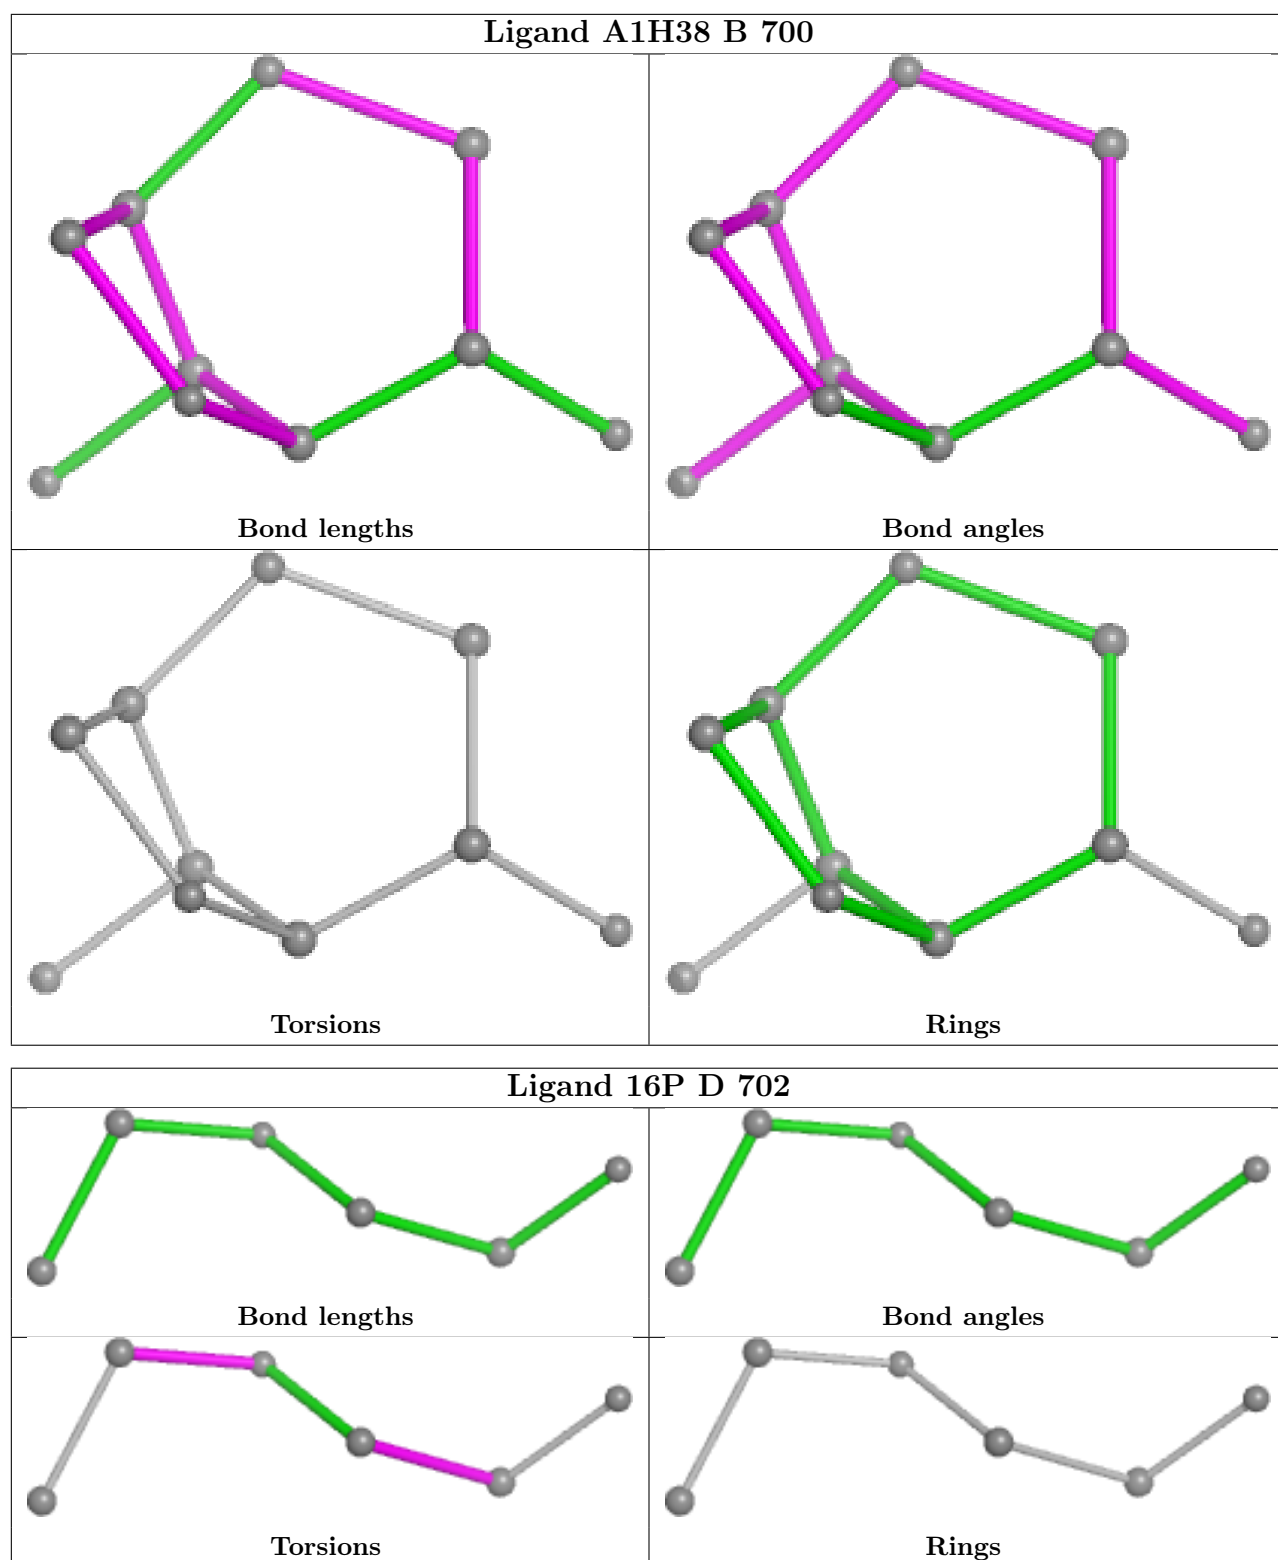 Ligand A1H38 B 700
Bond lengths
Bond angles
Torsions
Rings
Ligand 16P D 702
Bond lengths
Bond angles
Torsions
Rings